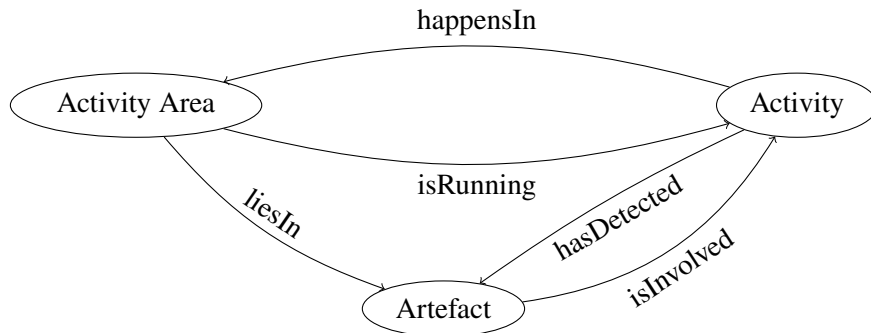 happensIn
Activity Area
Activity
isRunning
liesIn
hasDetected
isInvolved
Artefact